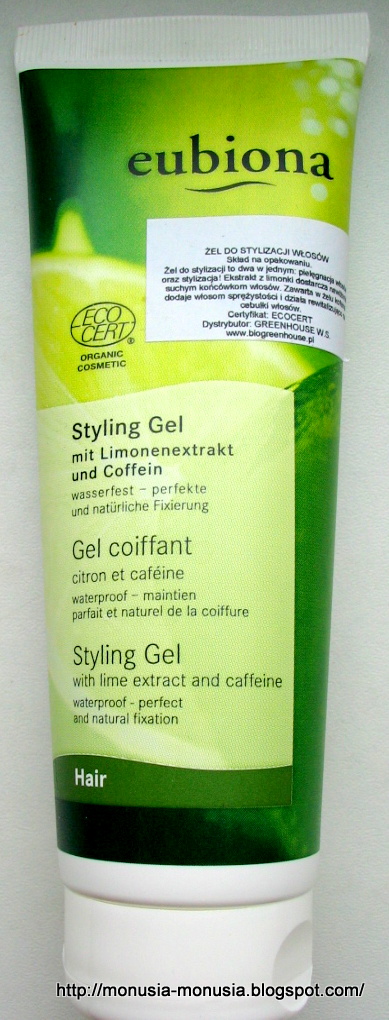 eubiona
ŻEL DO STYLIZACJI WŁOSÓW
Skład na opakowaniu.
Żel do stylizacji to dwa w jednym: pielęgnacja
oraz stylizacja! Ekstrakt z limonki dostarcza
suchym końcówkom włosów. Zawarta w żelu
dodaje włosom sprężystości i działa
cebulki włosów.
Certyfikat: ECOCERT
Dystrybutor: GREENHOUSE W.S.
www.biogreenhouse.pl
ECO
CERT®
ORGANIC
COSMETIC
Styling Gel
mit Limonenextrakt
und Coffein
wasserfest – perfekte
und natürliche Fixierung
Gel coiffant
citron et caféine
waterproof – maintien
parfait et naturel de la coiffure
Styling Gel
with lime extract and caffeine
waterproof - perfect
and natural fixation
Hair
http://monusia-monusia.blogspot.com/